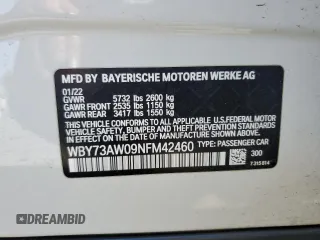 MFD BY BAYERISCHE MOTOREN WERKE AG
01/22
GVWR 5732 lbs 2600 kg
GAWR FRONT 2535 lbs 1150 kg
GAWR REAR 3417 lbs 1550 kg
THIS VEHICLE CONFORMS TO ALL APPLICABLE
U.S.FEDERAL MOTOR VEHICLE SAFETY,
BUMPER, AND THEFT PREVENTION STANDARDS
IN EFFECT ON THE DATE OF MANUFACTURE
SHOWN ABOVE.
WBY73AW09NFM42460 TYPE: PASSENGER CAR
300
DREAMBID
dreambid.com